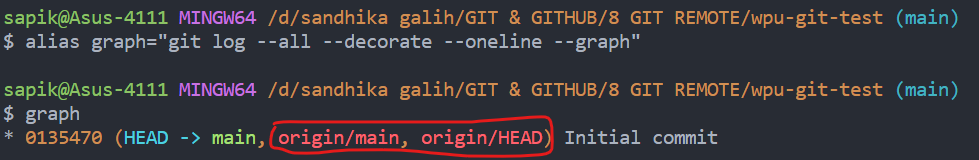 sapik@Asus-4111 MINGW64 /d/sandhika galih/GIT & GITHUB/8 GIT REMOTE/wpu-git-test (main)
$ alias graph="git log --all --decorate --oneline --graph"
sapik@Asus-4111 MINGW64 /d/sandhika galih/GIT & GITHUB/8 GIT REMOTE/wpu-git-test (main)
$ graph
* 0135470 (HEAD -> main, origin/main, origin/HEAD) Initial commit